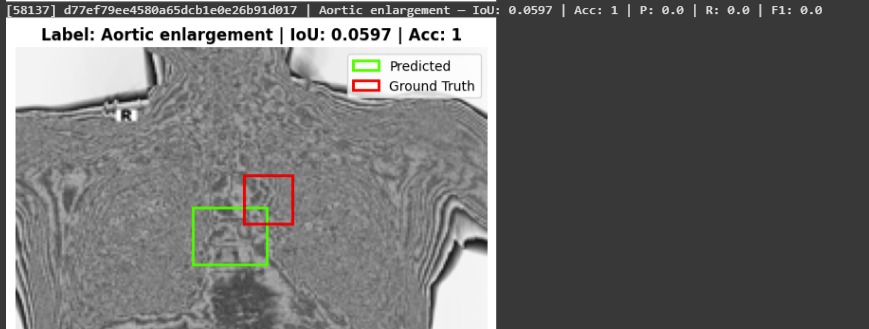 [58137] d77ef79ee4580a65dcb1e0e26b91d017 | Aortic enlargement — IoU: 0.0597 | Acc: 1 | P: 0.0 | R: 0.0 | F1: 0.0
Label: Aortic enlargement | IoU: 0.0597 | Acc: 1
Predicted
Ground Truth
R